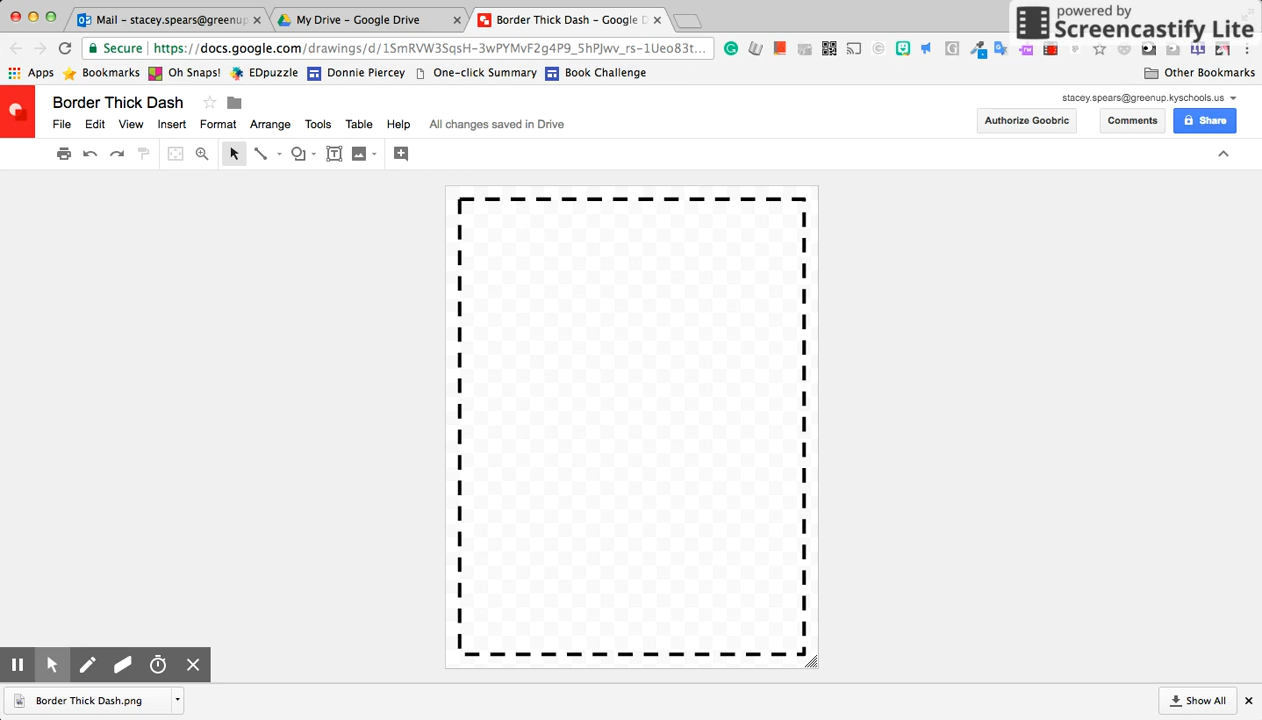 Mail – stacey.spears@greenup
My Drive – Google Drive
Border Thick Dash – Google D
powered by
Screencastify Lite
Secure
https://docs.google.com/drawings/d/1SmRVW3SqsH-3wPYMvF2g4P9_5hPJwv_rs-1Ueo83t...
Apps
Bookmarks
Oh Snaps!
EDpuzzle
Donnie Piercey
One-click Summary
Book Challenge
Other Bookmarks
Border Thick Dash
stacey.spears@greenup.kyschools.us
File Edit View Insert Format Arrange Tools Table Help All changes saved in Drive
Authorize Goobric
Comments
Share
Border Thick Dash.png
Show All